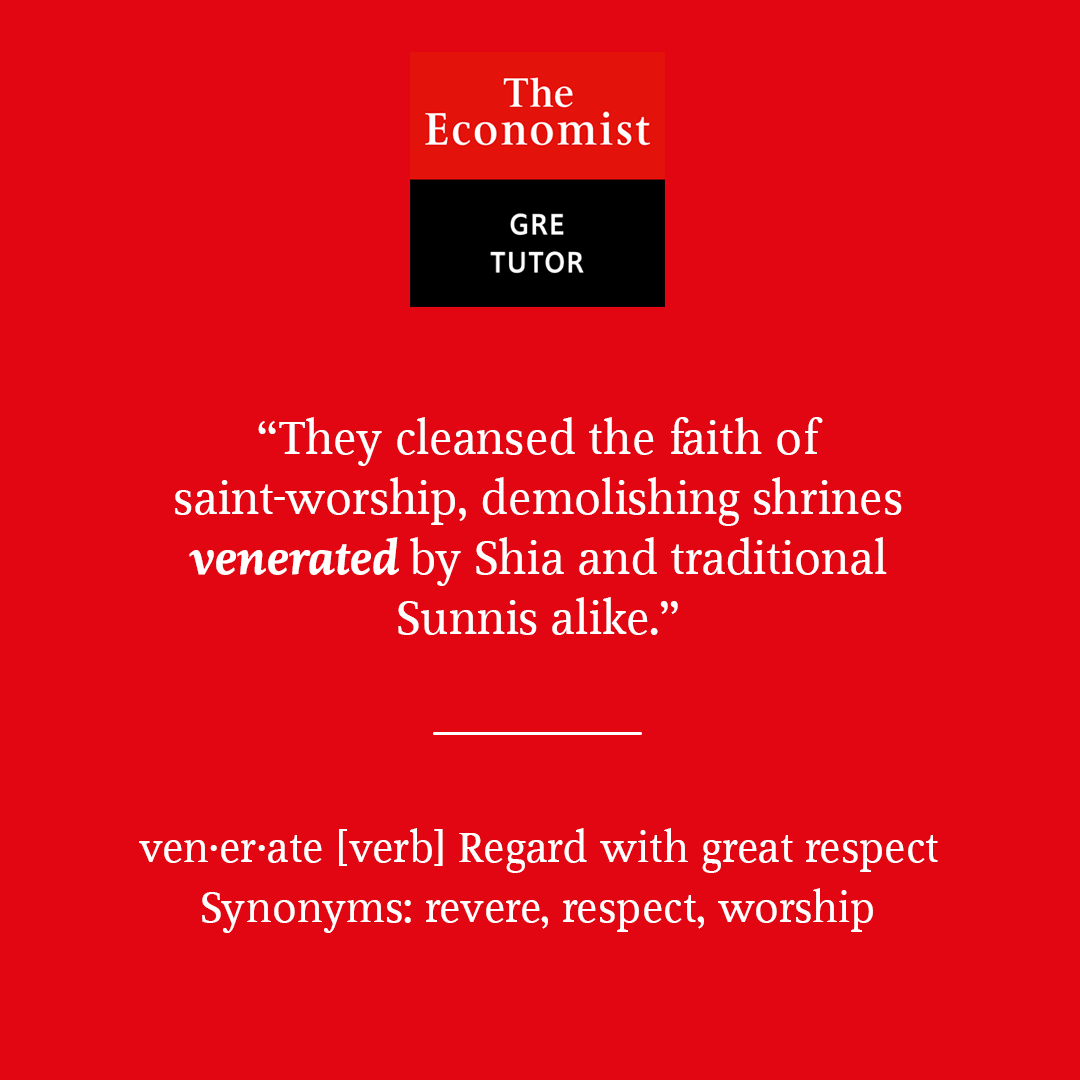 The
Economist
GRE
TUTOR
“They cleansed the faith of
saint-worship, demolishing shrines
venerated by Shia and traditional
Sunnis alike.”
ven·er·ate [verb] Regard with great respect
Synonyms: revere, respect, worship